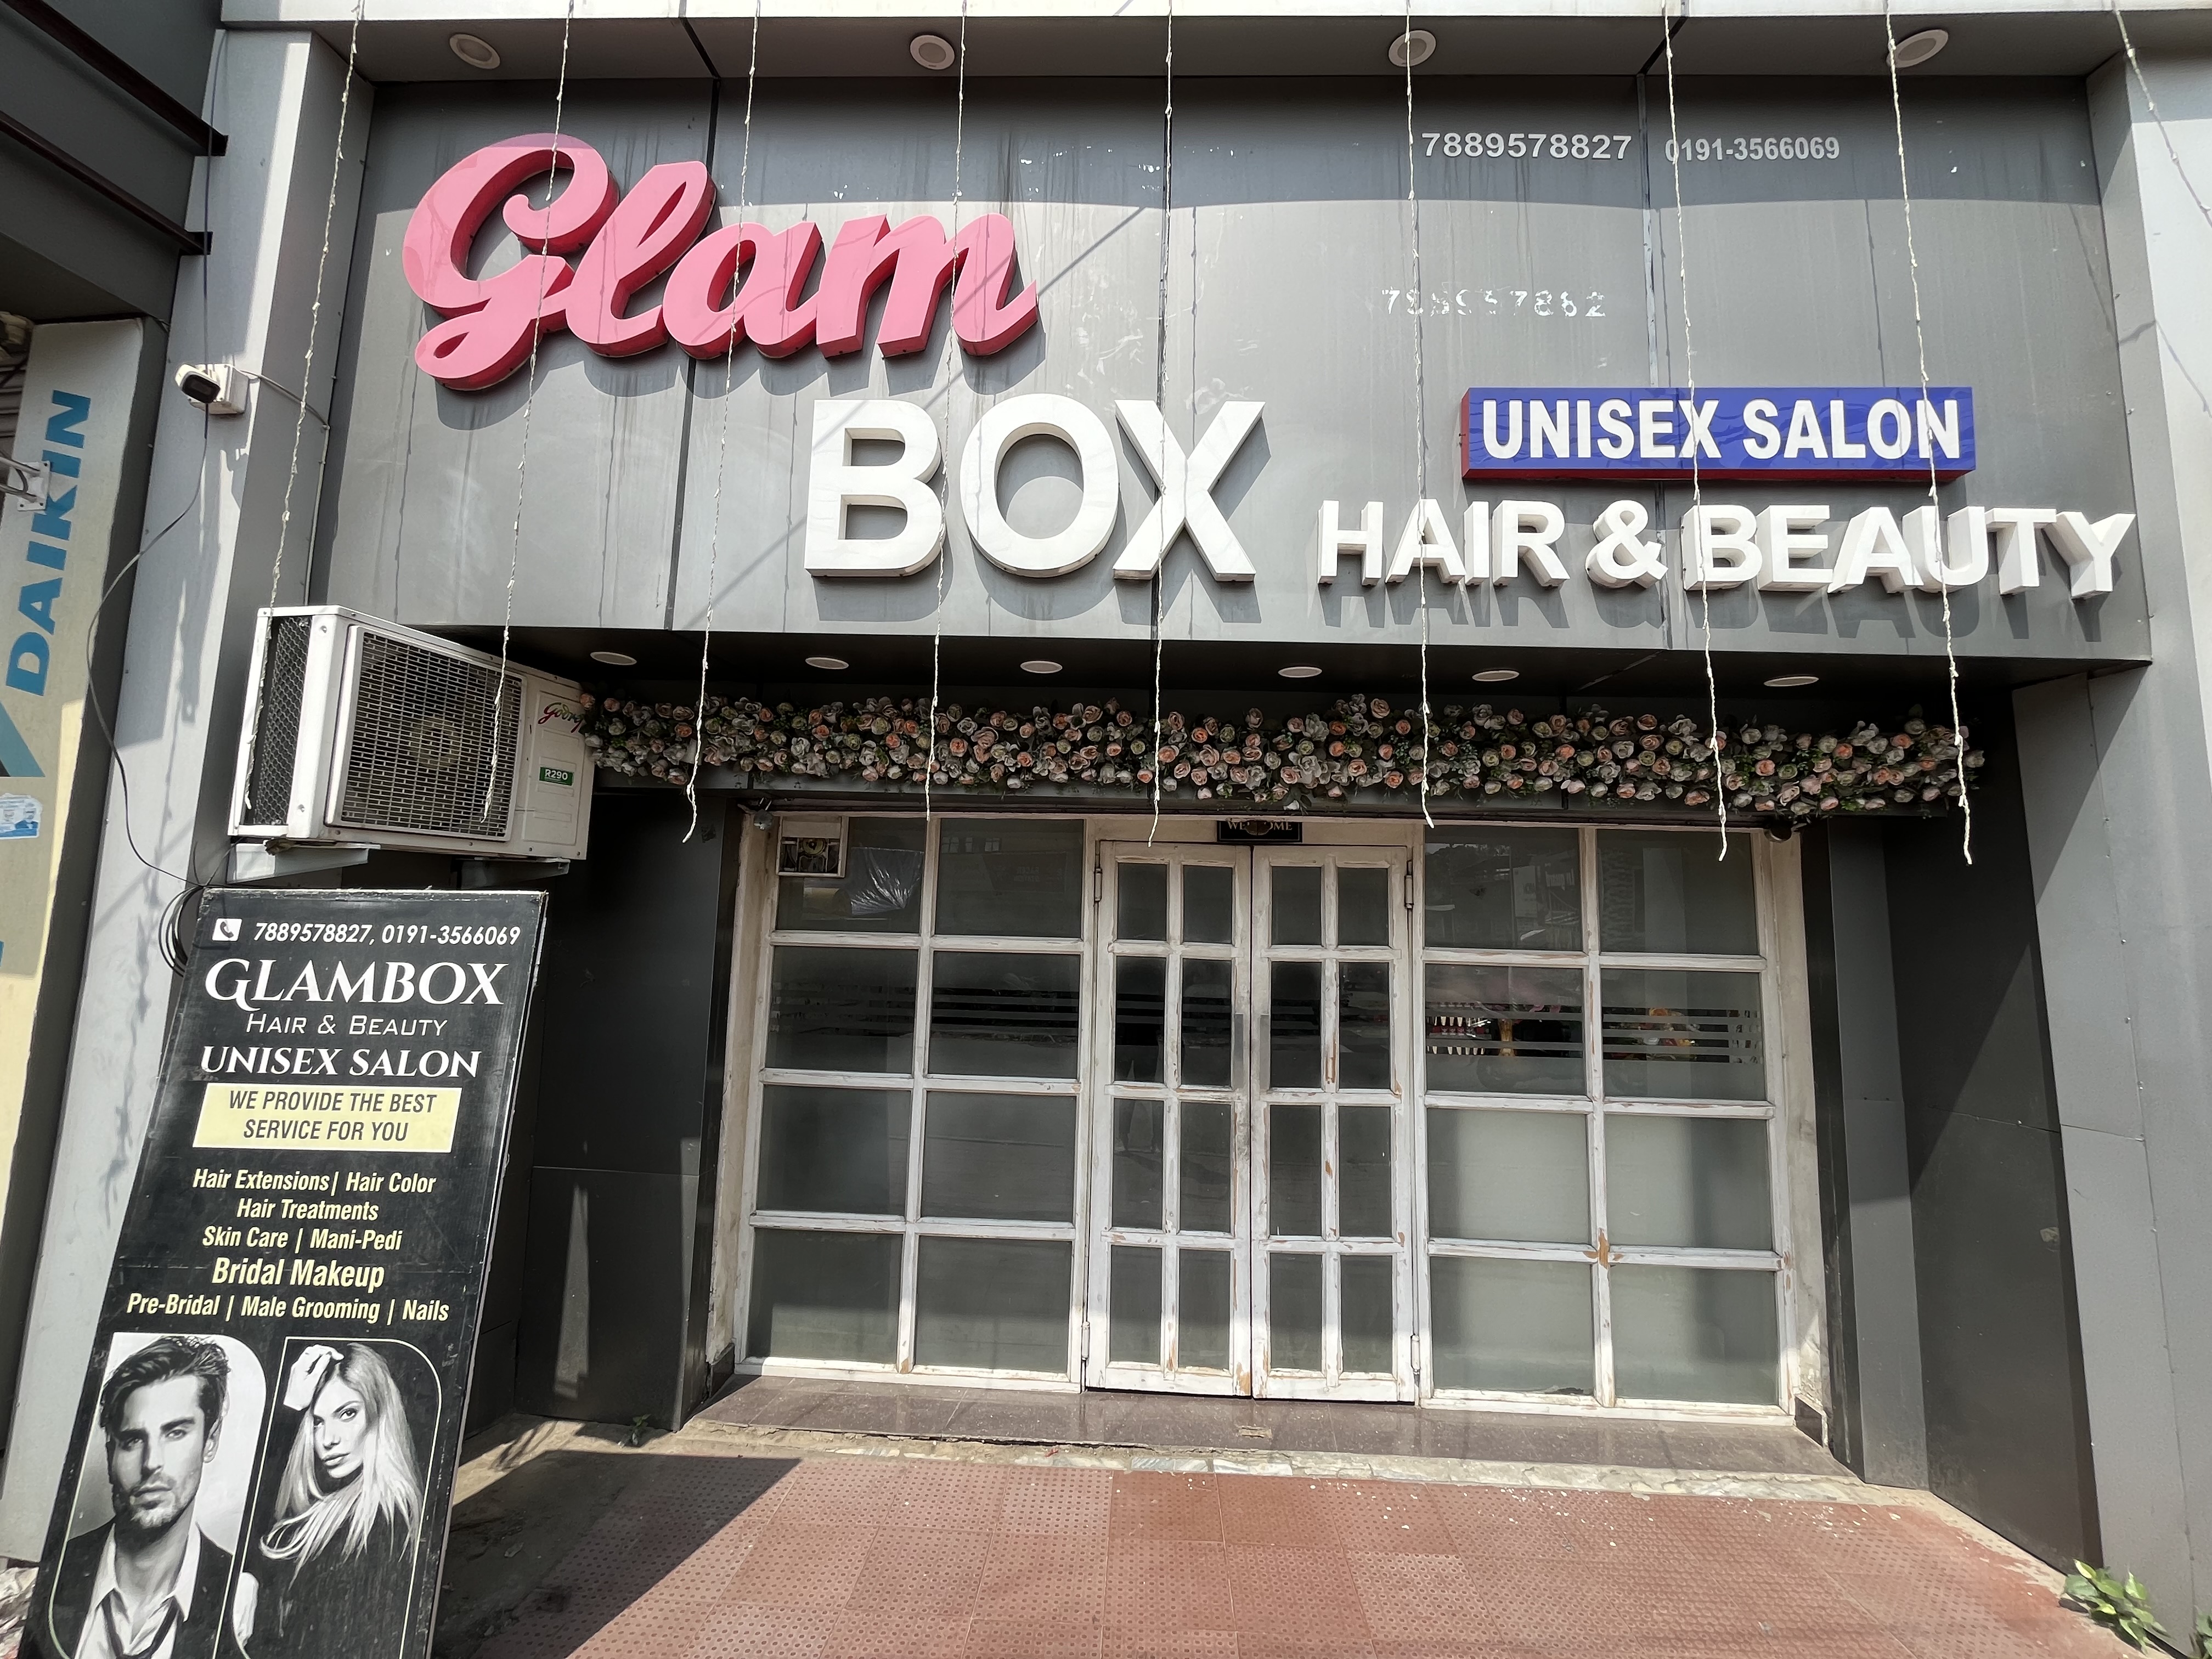 7889578827 0191-3566069
Glam
BOX
UNISEX SALON
HAIR & BEAUTY
DAIKIN
Godrej
R290
WELCOME
7889578827, 0191-3566069
GLAMBOX
HAIR & BEAUTY
UNISEX SALON
WE PROVIDE THE BEST
SERVICE FOR YOU
Hair Extensions| Hair Color
Hair Treatments
Skin Care | Mani-Pedi
Bridal Makeup
Pre-Bridal | Male Grooming | Nails